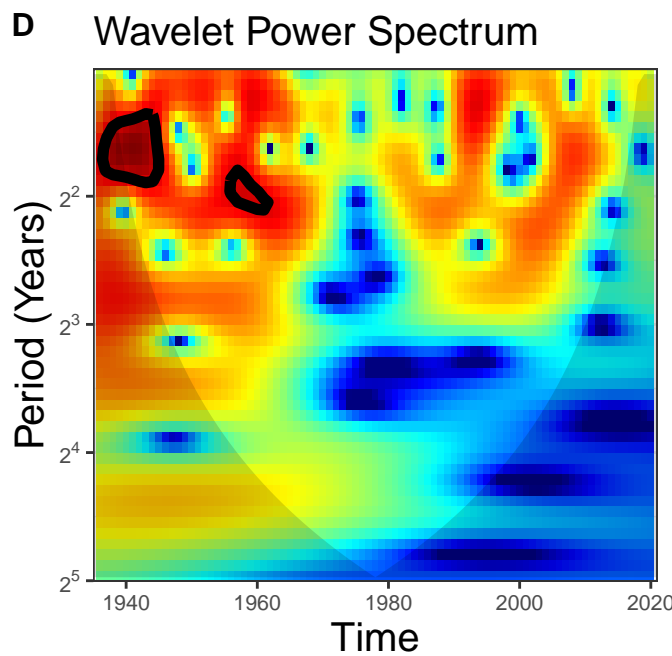 D Wavelet Power Spectrum
Period (Years)
2²
2³
2⁴
2⁵
1940 1960 1980 2000 2020
Time